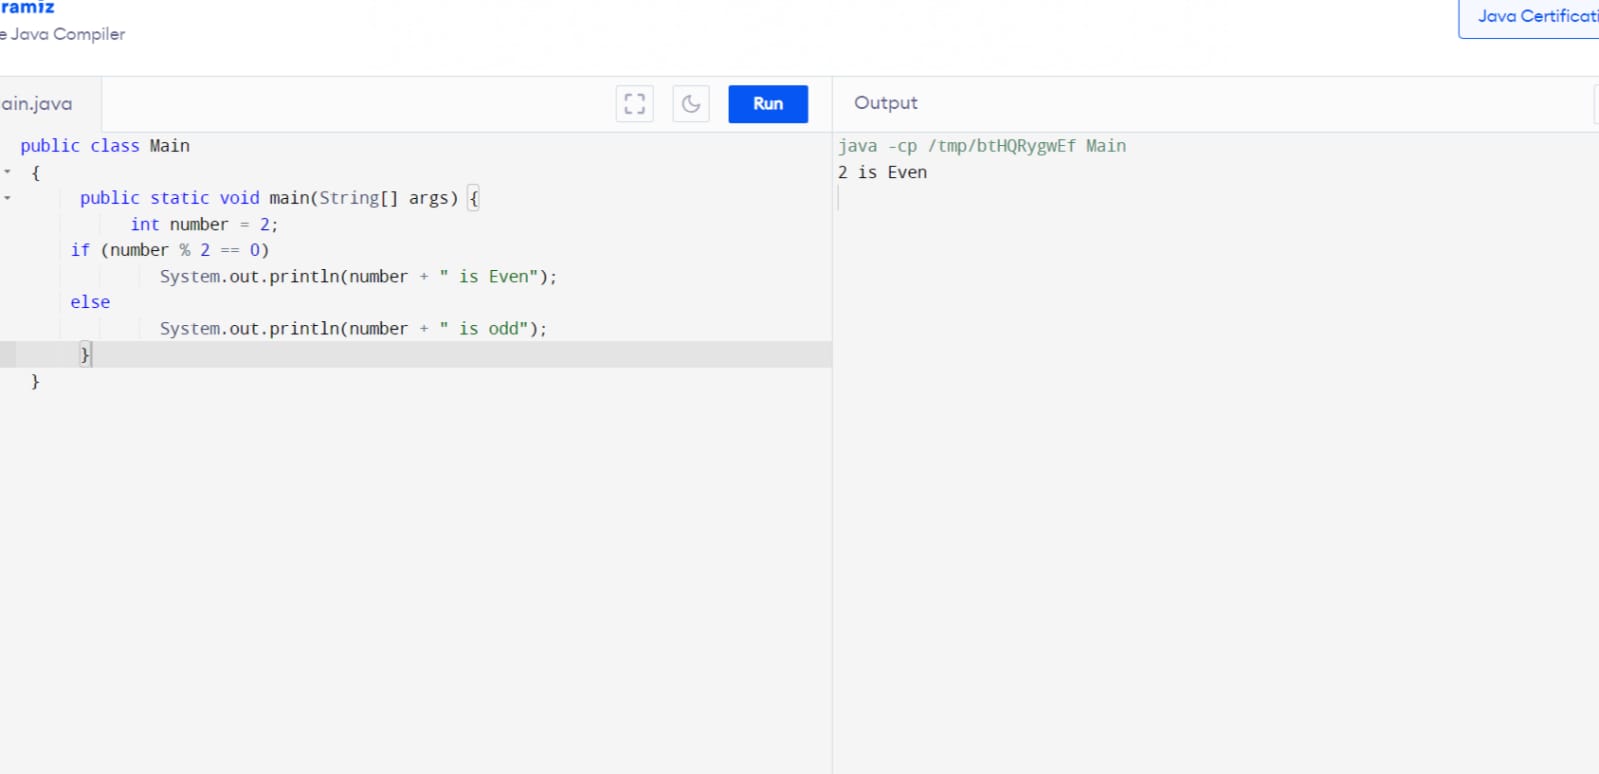 ramiz
e Java Compiler
Java Certificati
ain.java
Run
Output
public class Main
{
public static void main(String[] args) {
int number = 2;
if (number % 2 == 0)
System.out.println(number + " is Even");
else
System.out.println(number + " is odd");
}
}
java -cp /tmp/btHQRygwEf Main
2 is Even